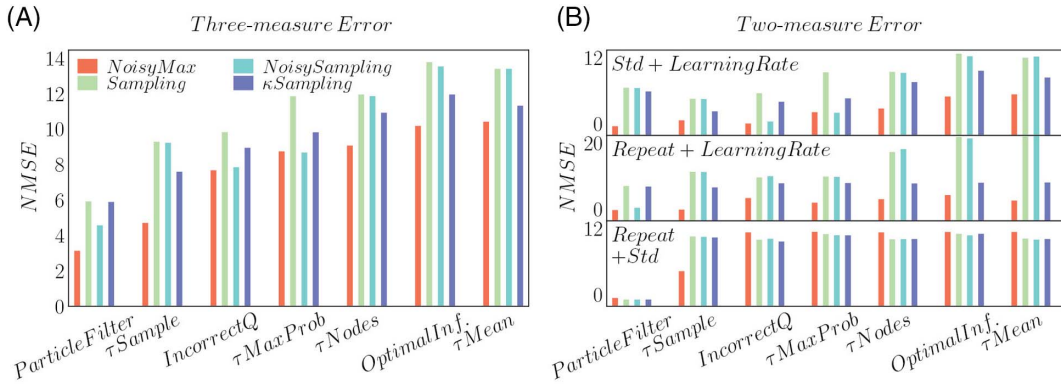 (A)
Three-measure Error
NMSE
14
12
10
8
6
4
2
0
NoisyMax
Sampling
NoisySampling
κSampling
ParticleFilter
τSample
IncorrectQ
τMaxProb
τNodes
OptimalInf.
τMean
(B)
Two-measure Error
NMSE
12
0
Std + LearningRate
20
0
Repeat + LearningRate
12
0
Repeat
+Std
ParticleFilter
τSample
IncorrectQ
τMaxProb
τNodes
OptimalInf.
τMean